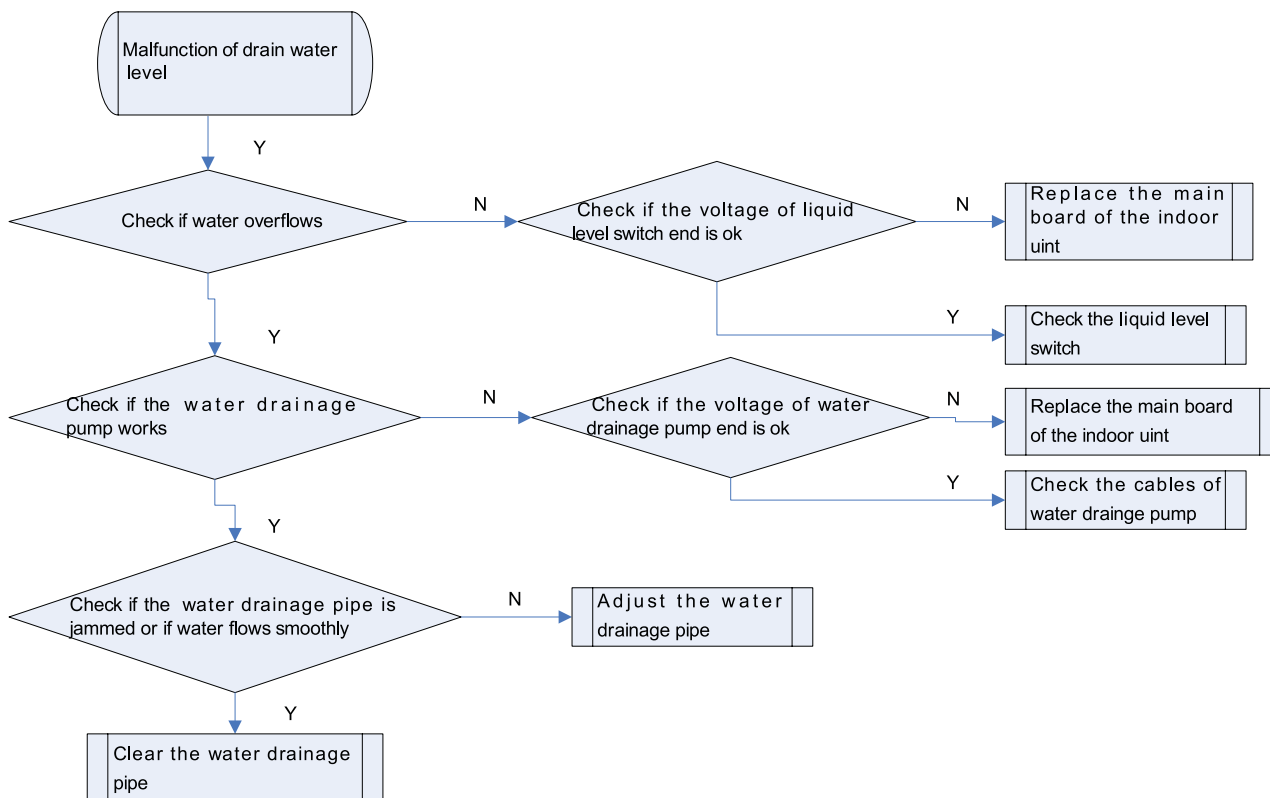 Malfunction of drain water
level
Y
Check if water overflows
N
Check if the voltage of liquid
level switch end is ok
N
Replace the main
board of the indoor
uint
Y
Check the liquid level
switch
Y
Check if the water drainage
pump works
N
Check if the voltage of water
drainage pump end is ok
N
Replace the main board
of the indoor uint
Y
Check the cables of
water drainge pump
Y
Check if the water drainage pipe is
jammed or if water flows smoothly
N
Adjust the water
drainage pipe
Y
Clear the water drainage
pipe